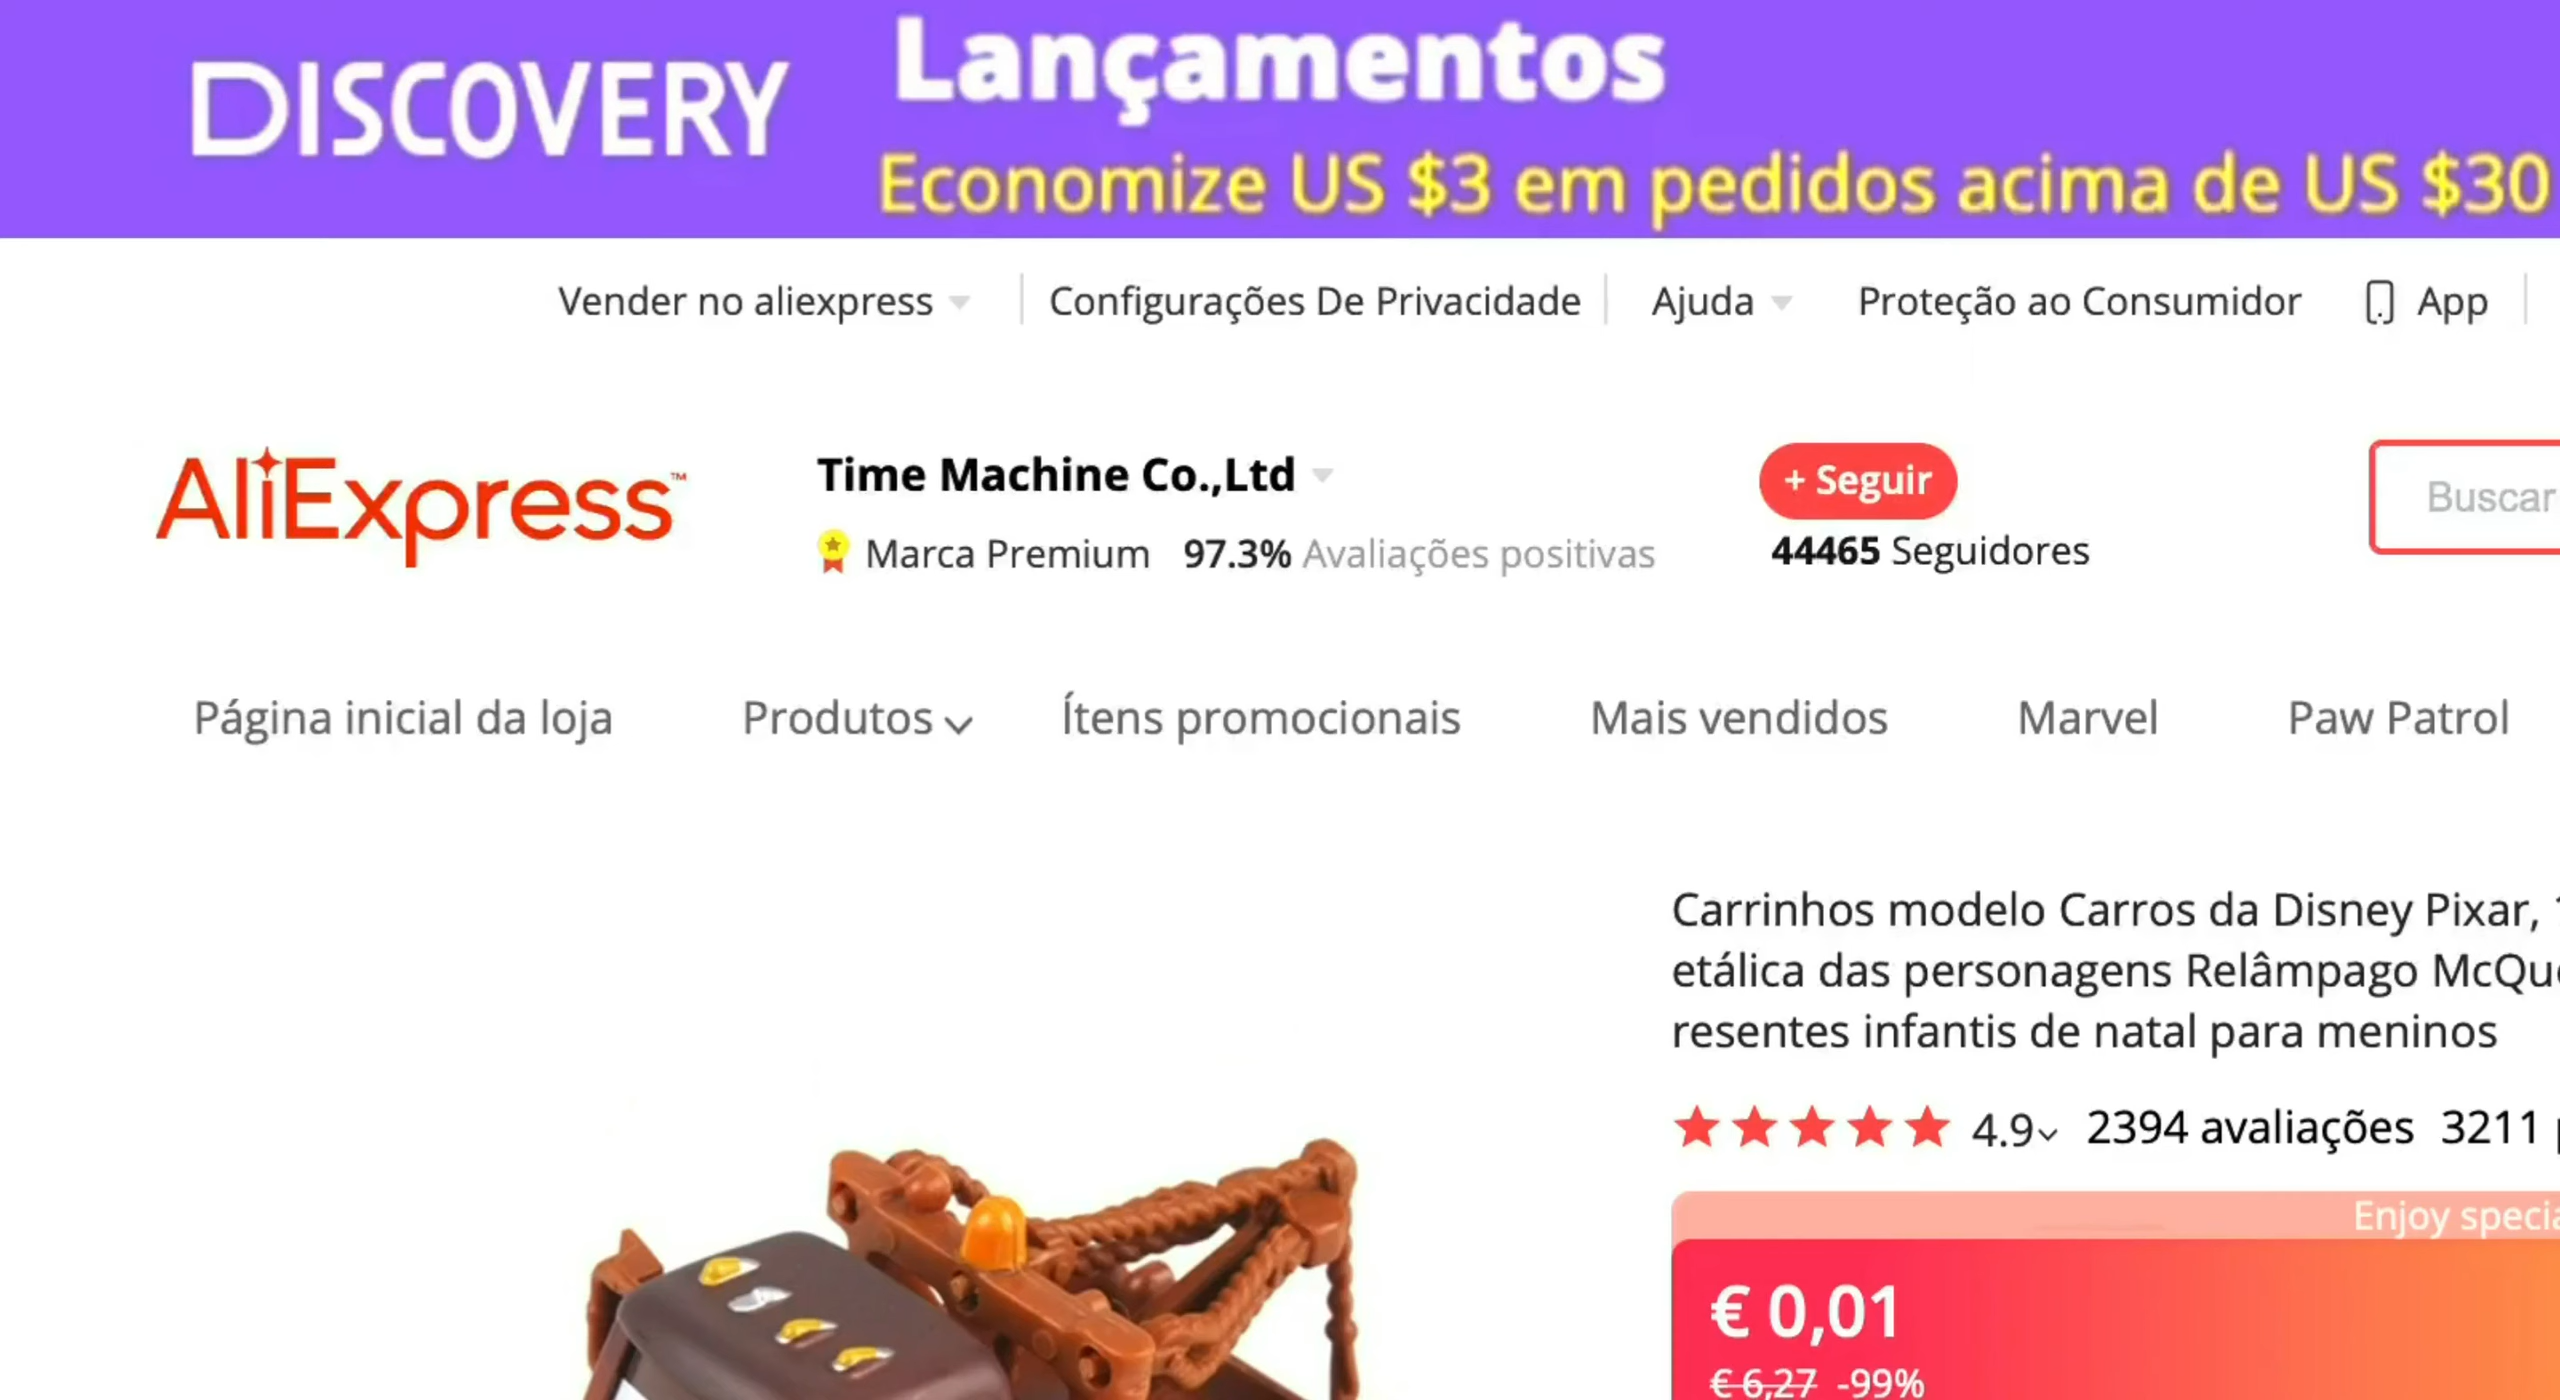 DISCOVERY
Lançamentos
Economize US $3 em pedidos acima de US $30
Vender no aliexpress
Configurações De Privacidade
Ajuda
Proteção ao Consumidor
App
AliExpress™
Time Machine Co.,Ltd
+ Seguir
Buscar
Marca Premium 97.3% Avaliações positivas
44465 Seguidores
Página inicial da loja
Produtos
Ítens promocionais
Mais vendidos
Marvel
Paw Patrol
Carrinhos modelo Carros da Disney Pixar,
etálica das personagens Relâmpago
resentes infantis de natal para meninos
4.9 2394 avaliações 3211
Enjoy
€ 0,01
€ 6,27 -99%